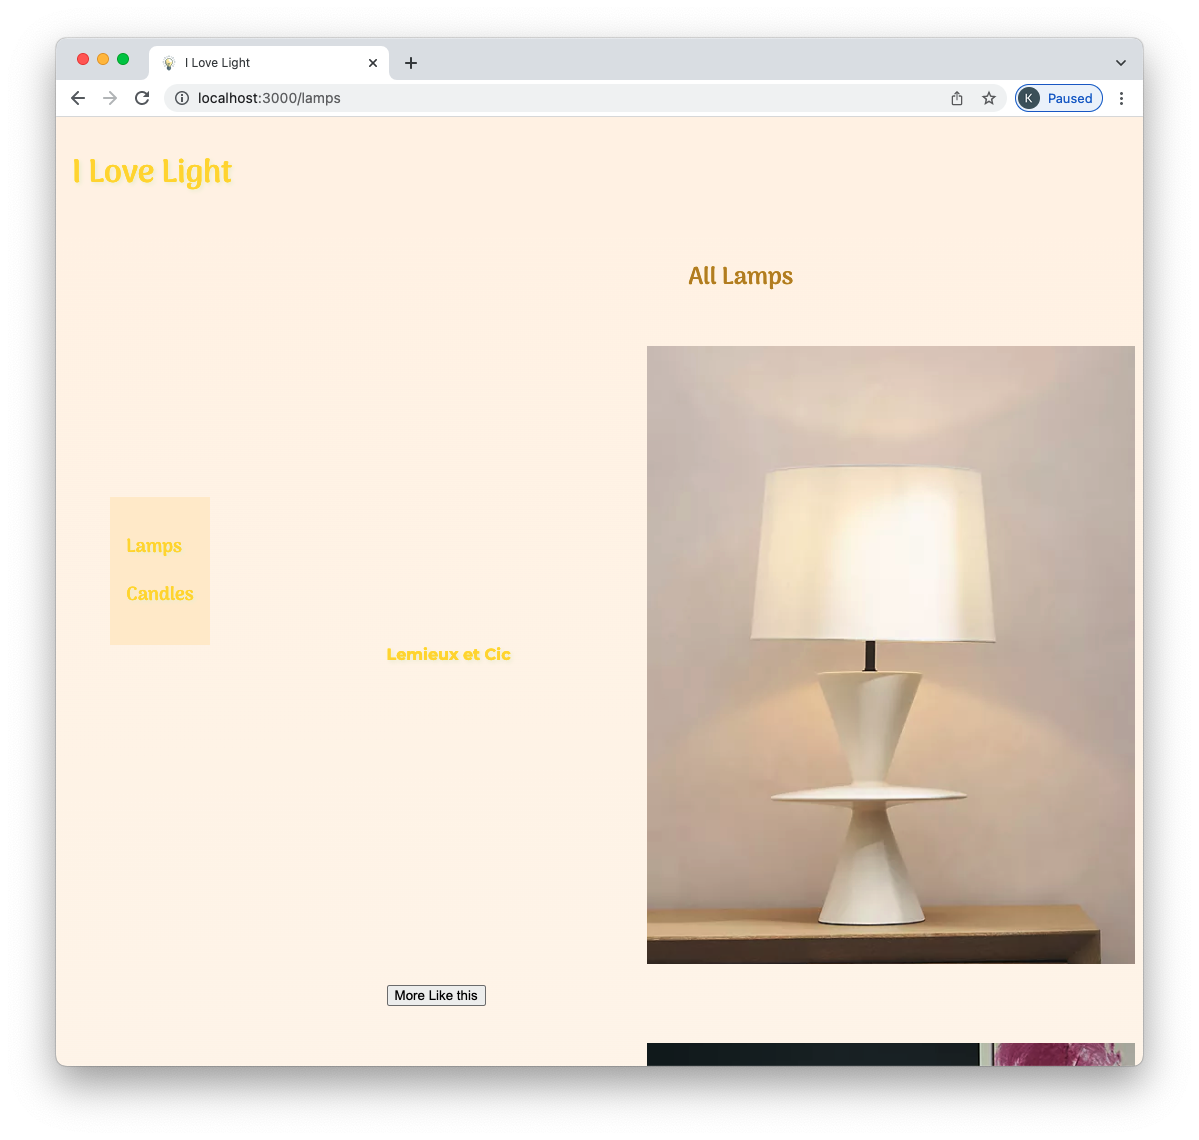 I Love Light
localhost:3000/lamps
K
Paused
I Love Light
All Lamps
Lamps
Candles
Lemieux et Cic
More Like this